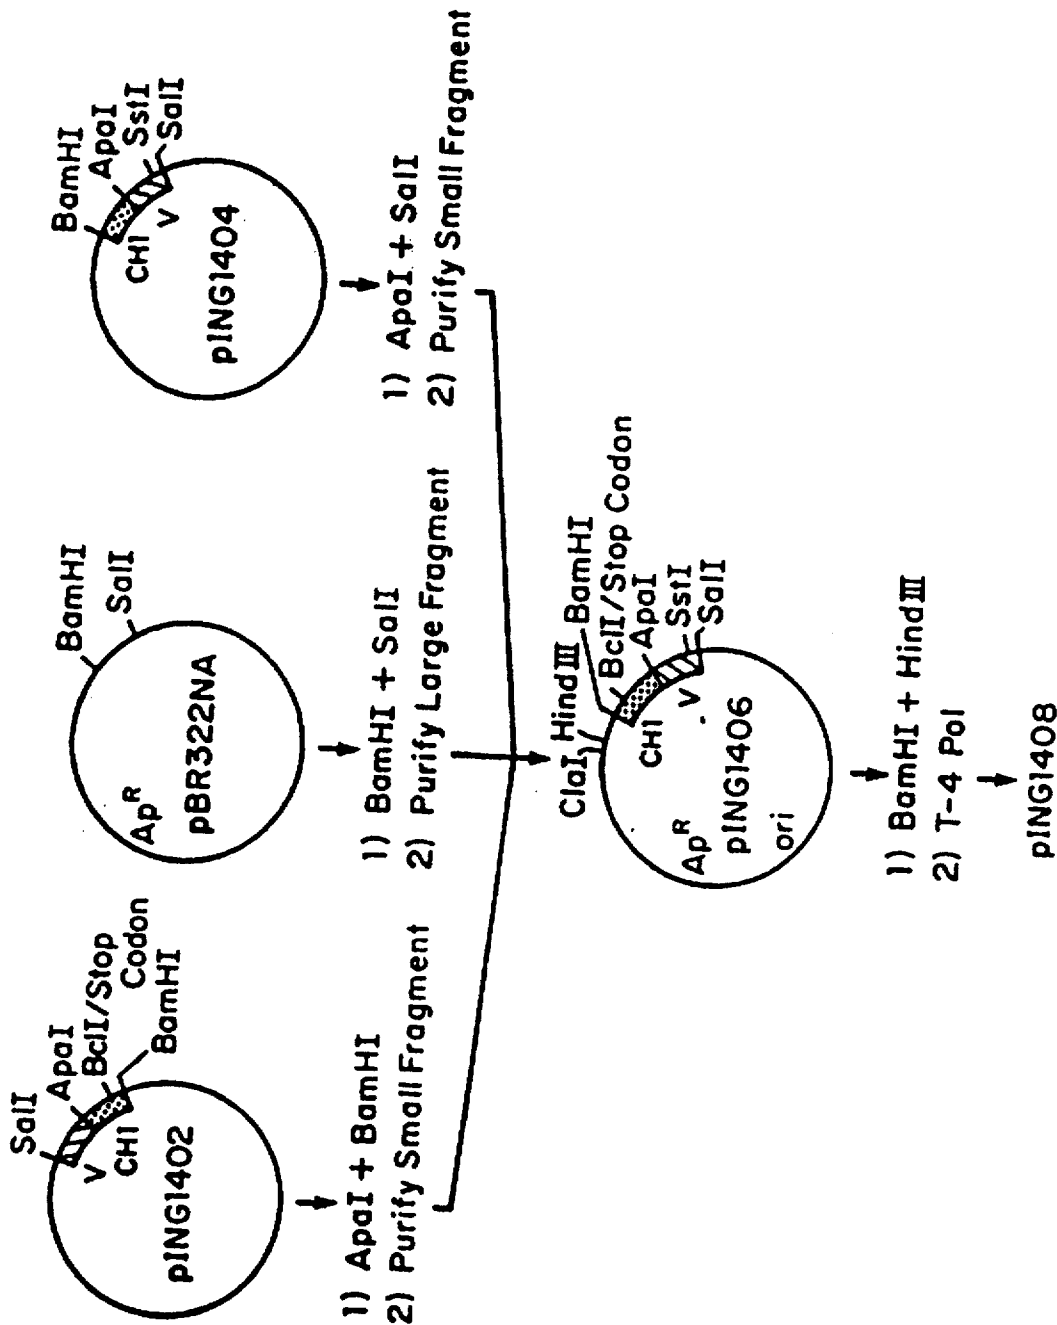 SalI
ApaI
BclI/Stop
Codon
BamHI
V
CH1
pING1402
1) ApaI + BamHI
2) Purify Small Fragment
BamHI
SalI
Ap^R
pBR322NA
1) BamHI + SalI
2) Purify Large Fragment
BamHI
ApaI
SstI
SalI
CH1
V
pING1404
1) ApaI + SalI
2) Purify Small Fragment
ClaI
HindIII
BamHI
BclI/Stop Codon
ApaI
SstI
SalI
CH1
V
Ap^R
pING1406
ori
1) BamHI + HindIII
2) T-4 Pol
pING1408